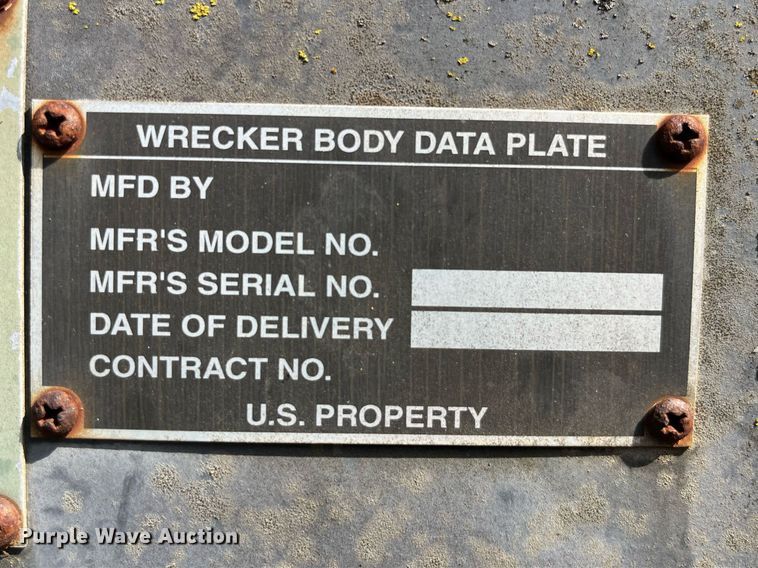 WRECKER BODY DATA PLATE
MFD BY
MFR'S MODEL NO.
MFR'S SERIAL NO.
DATE OF DELIVERY
CONTRACT NO.
U.S. PROPERTY
Purple Wave Auction